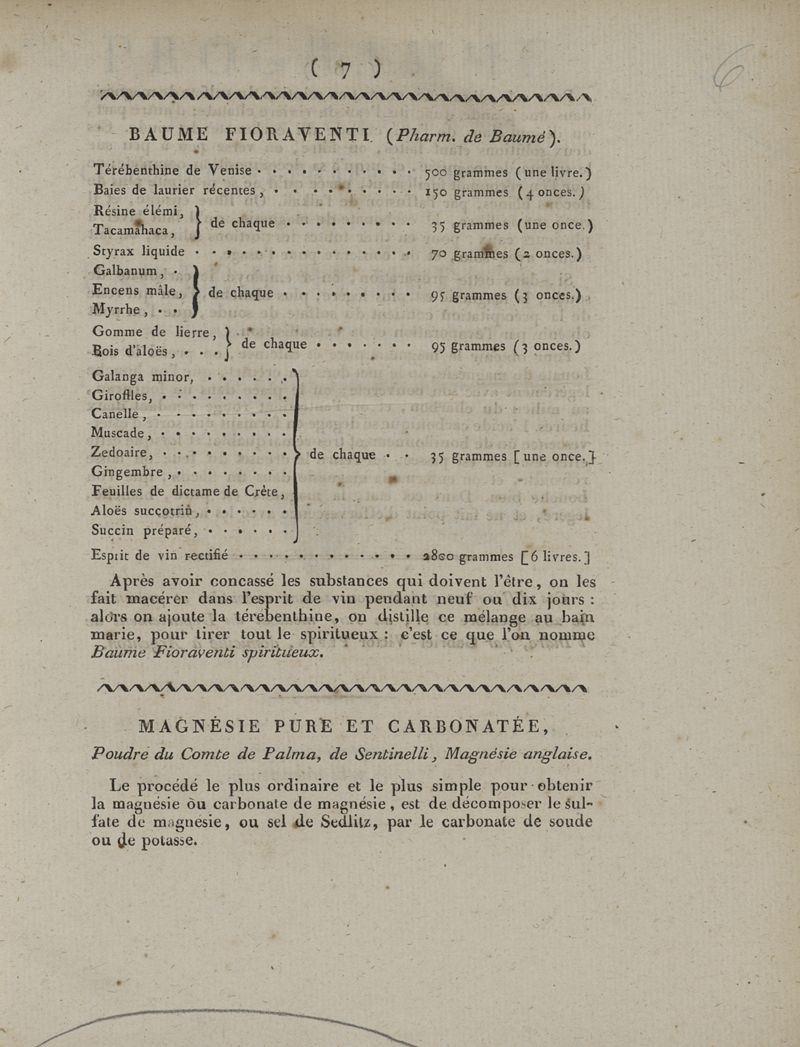 ( 7 )
6
BAUME FIORAVENTI. (Pharm. de Baumé).
Térébenthine de Venise . . . . . . . . . . . 500 grammes (une livre.)
Baies de laurier récentes, . . . . . . . . . 150 grammes (4 onces.)
Résine élémi,
Tacamahaca, } de chaque . . . . . . . . . 35 grammes (une once.)
Styrax liquide . . . . . . . . . . . . . . . 70 grammes (2 onces.)
Galbanum, .
Encens mâle, } de chaque . . . . . . . . . 95 grammes (3 onces.)
Myrrhe, . .
Gomme de lierre,
Bois d'aloës, . . . } de chaque . . . . . . . 95 grammes (3 onces.)
Galanga minor, . . . . . .
Girofles, . . . . . . . . .
Canelle, . . . . . . . . .
Muscade, . . . . . . . . .
Zedoaire, . . . . . . . . . } de chaque . . 35 grammes [une once.]
Gingembre, . . . . . . . .
Feuilles de dictame de Crête,
Aloës succotrin, . . . . . .
Succin préparé, . . . . . .
Esprit de vin rectifié . . . . . . . . . . . . 2800 grammes [6 livres.]
Après avoir concassé les substances qui doivent l'être, on les
fait macérer dans l'esprit de vin pendant neuf ou dix jours :
alors on ajoute la térébenthine, on distille ce mélange au bain
marie, pour tirer tout le spiritueux : c'est ce que l'on nomme
Baume Fioraventi spiritueux.
MAGNÉSIE PURE ET CARBONATÉE,
Poudre du Comte de Palma, de Sentinelli, Magnésie anglaise.
Le procédé le plus ordinaire et le plus simple pour obtenir
la magnésie ou carbonate de magnésie, est de décomposer le sul-
fate de magnesie, ou sel de Sedlitz, par le carbonate de soude
ou de potasse.